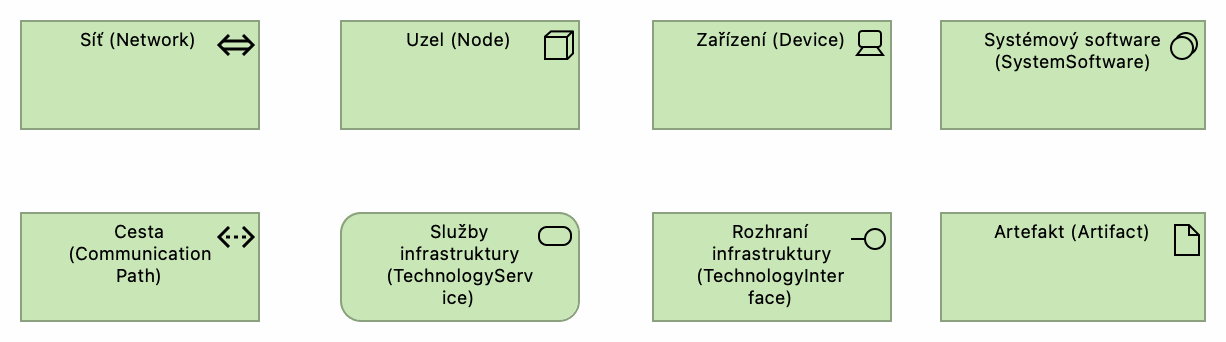 Síť (Network)
Uzel (Node)
Zařízení (Device)
Systémový software
(SystemSoftware)
Cesta
(Communication
Path)
Služby
infrastruktury
(TechnologyServ
ice)
Rozhraní
infrastruktury
(TechnologyInter
face)
Artefakt (Artifact)